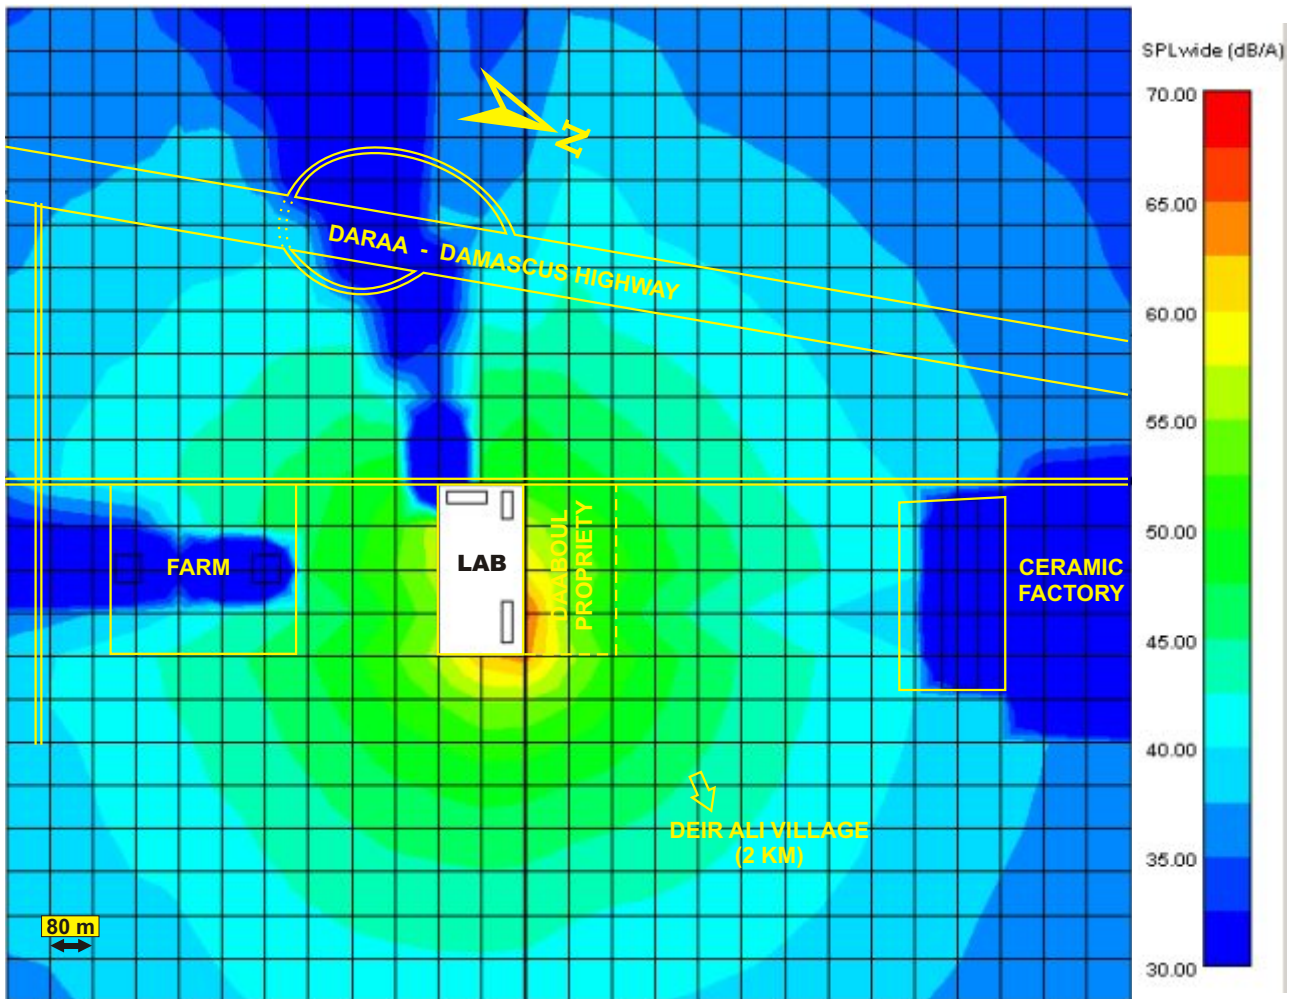 SPLwide (dB/A)
70.00
N
65.00
DARAA - DAMASCUS HIGHWAY
60.00
55.00
50.00
LAB
DAABOUL
PROPRIETY
FARM
CERAMIC
FACTORY
45.00
40.00
DEIR ALI VILLAGE
(2 KM)
35.00
80 m
30.00